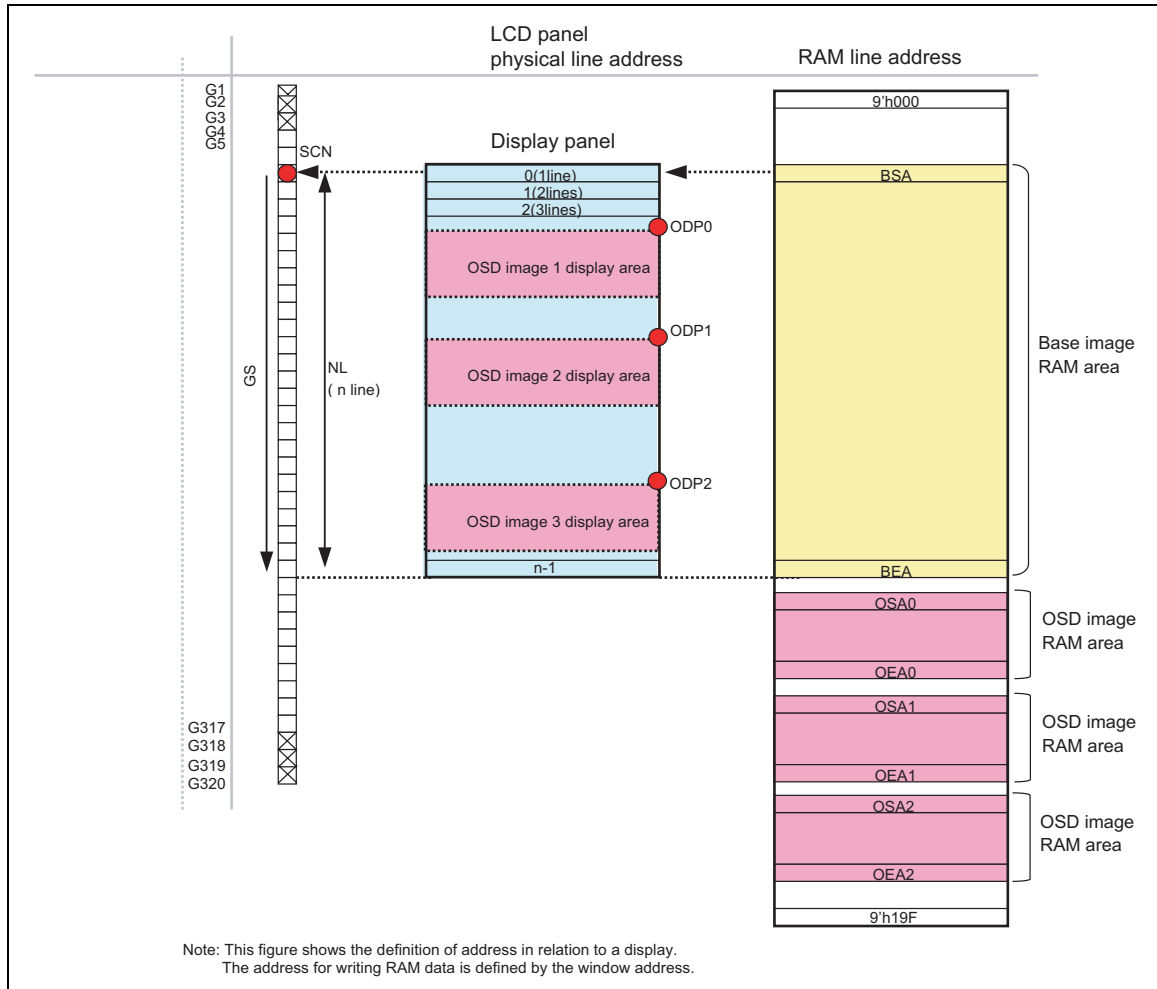 LCD panel
physical line address
RAM line address
G1
G2
G3
G4
G5
9'h000
Display panel
SCN
0(1line)
1(2lines)
2(3lines)
BSA
ODP0
OSD image 1 display area
ODP1
Base image
RAM area
GS
NL
( n line)
OSD image 2 display area
ODP2
OSD image 3 display area
n-1
BEA
OSA0
OSD image
RAM area
OEA0
OSA1
OSD image
RAM area
G317
G318
G319
G320
OEA1
OSA2
OSD image
RAM area
OEA2
9'h19F
Note: This figure shows the definition of address in relation to a display.
The address for writing RAM data is defined by the window address.